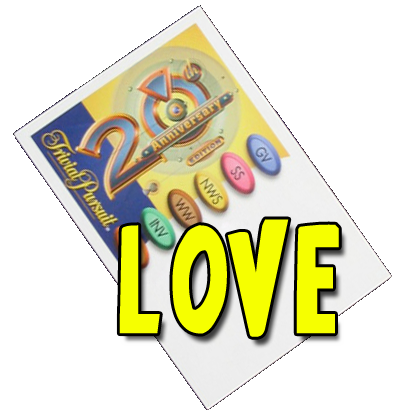 Trivial Pursuit
20th
Anniversary
EDITION
INV
WW
NWS
SS
GV
LOVE